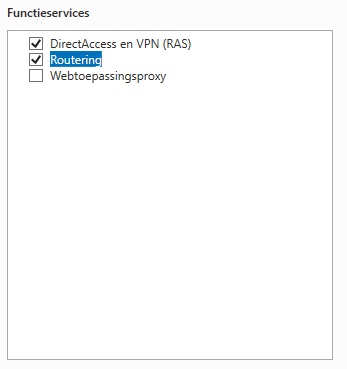 Functieservices
DirectAccess en VPN (RAS)
Routering
Webtoepassingsproxy